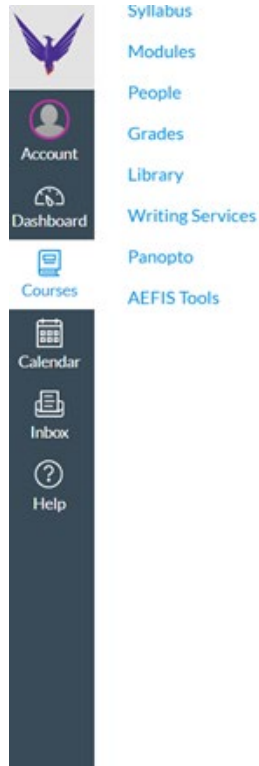 Account
Dashboard
Courses
Calendar
Inbox
Help
Syllabus
Modules
People
Grades
Library
Writing Services
Panopto
AEFIS Tools